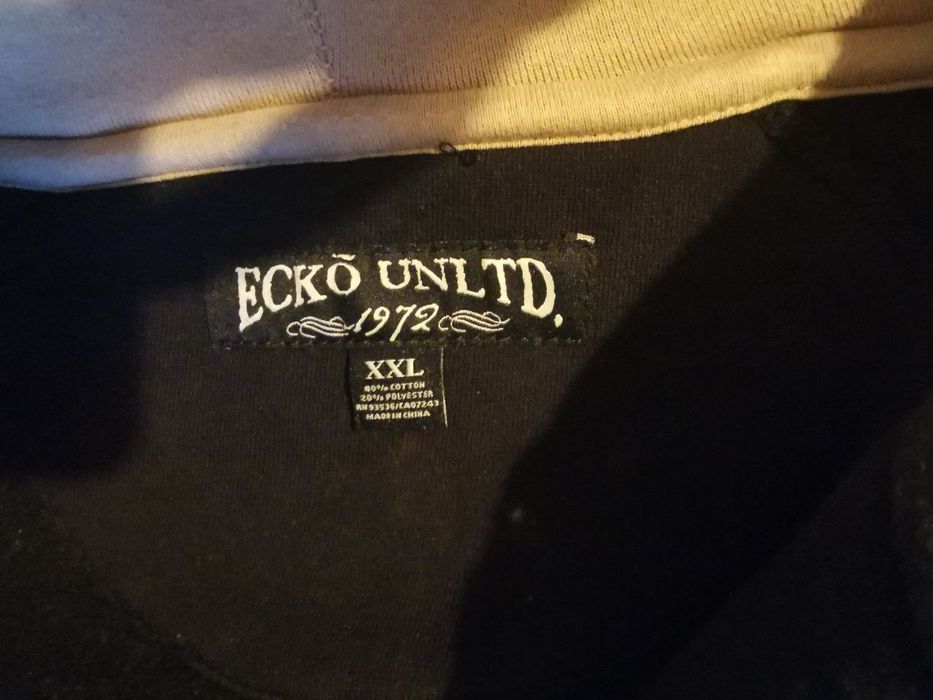 ECKŌ UNLTD.
1972
XXL
80% COTTON
20% POLYESTER
RN93536/CA07243
MADE IN CHINA